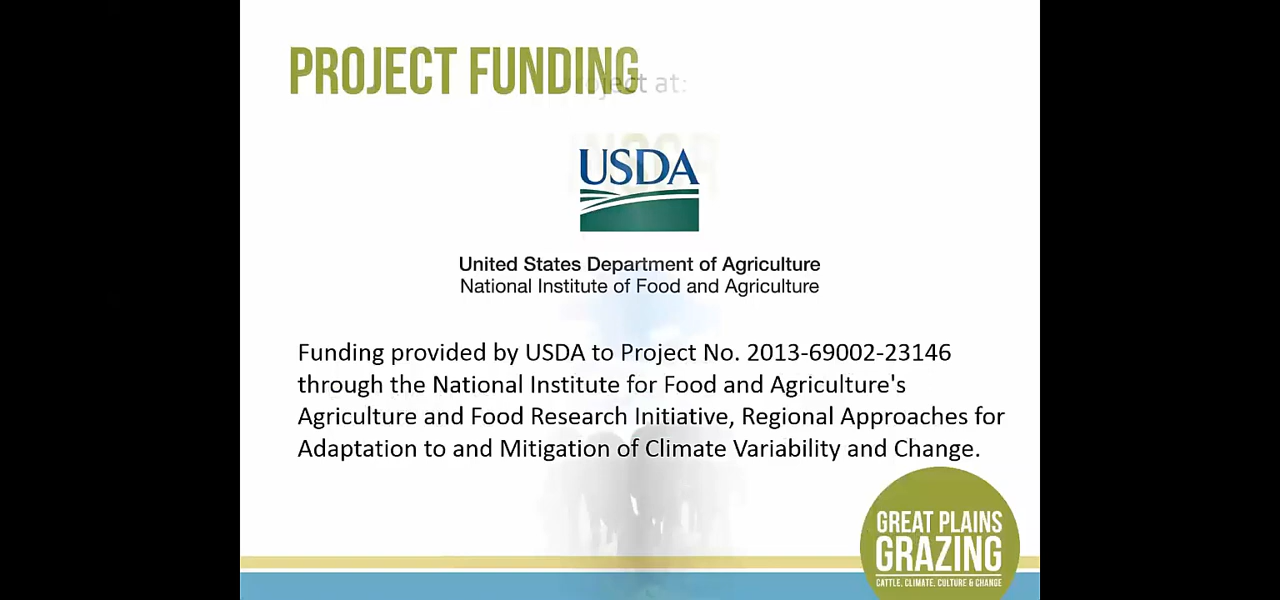 PROJECT FUNDING
project at:
USDA
United States Department of Agriculture
National Institute of Food and Agriculture
Funding provided by USDA to Project No. 2013-69002-23146
through the National Institute for Food and Agriculture's
Agriculture and Food Research Initiative, Regional Approaches for
Adaptation to and Mitigation of Climate Variability and Change.
GREAT PLAINS
GRAZING
CATTLE, CLIMATE, CULTURE & CHANGE